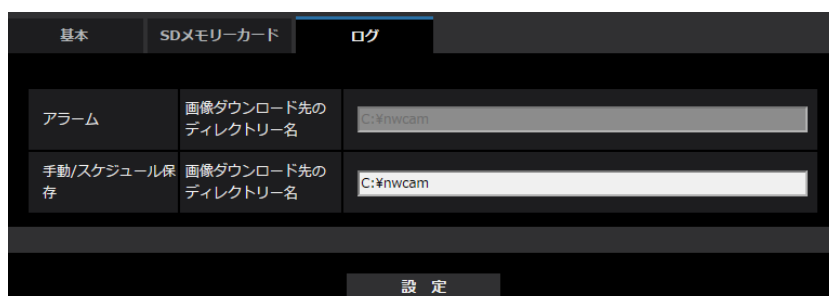 基本
SDメモリーカード
ログ
アラーム
画像ダウンロード先の
ディレクトリー名
C:¥nwcam
手動/スケジュール保
存
画像ダウンロード先の
ディレクトリー名
C:¥nwcam
設 定